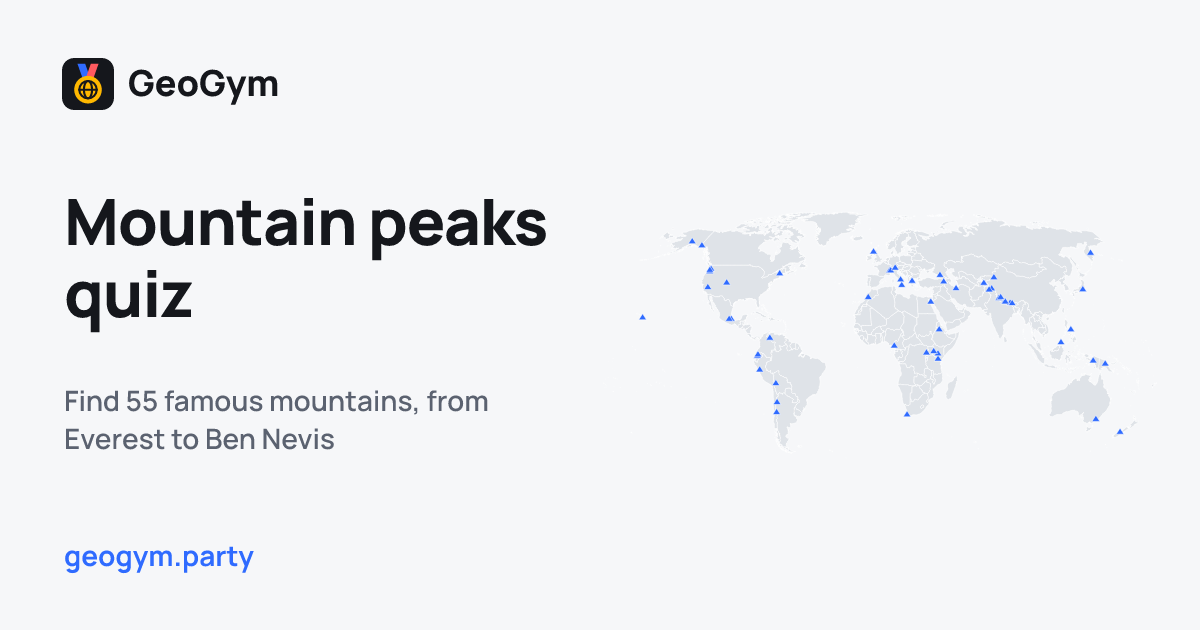 GeoGym
Mountain peaks
quiz
Find 55 famous mountains, from
Everest to Ben Nevis
geogym.party